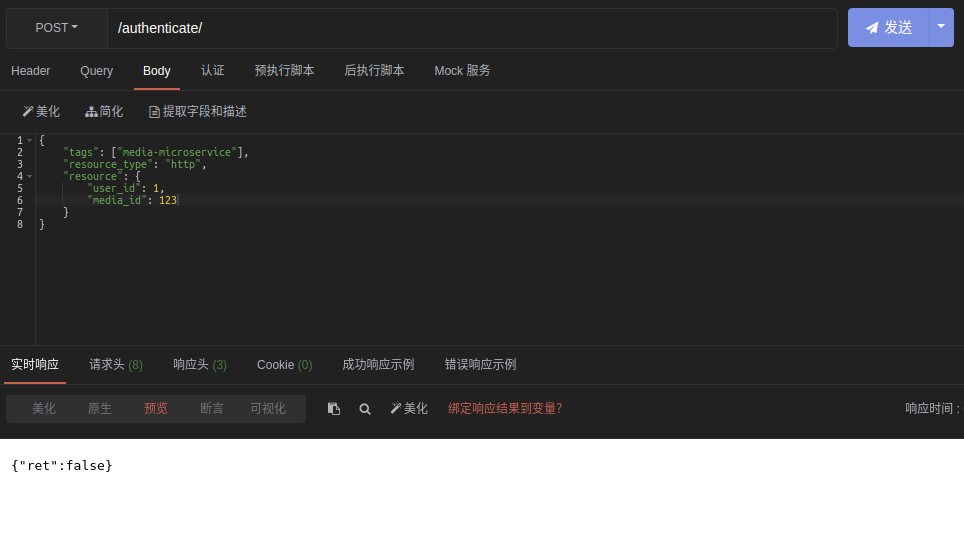 POST /authenticate/ 发送
Header Query Body 认证 预执行脚本 后执行脚本 Mock 服务
美化 简化 提取字段和描述
1 {
2 "tags": ["media-microservice"],
3 "resource_type": "http",
4 "resource": {
5 "user_id": 1,
6 "media_id": 123
7 }
8 }
实时响应 请求头 (8) 响应头 (3) Cookie (0) 成功响应示例 错误响应示例
美化 原生 预览 断言 可视化 美化 绑定响应结果到变量? 响应时间 :
{"ret":false}